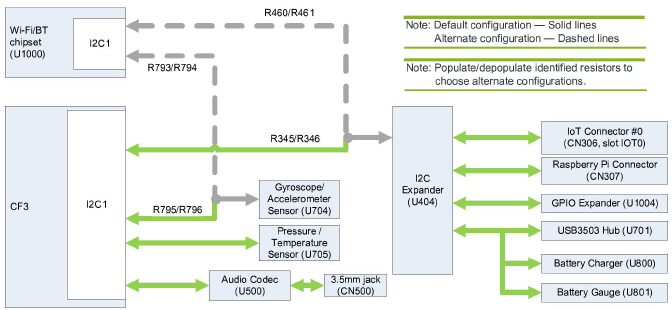 R460/R461
Wi-Fi/BT
chipset
(U1000)
I2C1
R793/R794
Note: Default configuration — Solid lines
Alternate configuration — Dashed lines
Note: Populate/depopulate identified resistors to
choose alternate configurations.
CF3
I2C1
R345/R346
R795/R796
Gyroscope/
Accelerometer
Sensor (U704)
Pressure /
Temperature
Sensor (U705)
Audio Codec
(U500)
3.5mm jack
(CN500)
I2C
Expander
(U404)
IoT Connector #0
(CN306, slot IOT0)
Raspberry Pi Connector
(CN307)
GPIO Expander (U1004)
USB3503 Hub (U701)
Battery Charger (U800)
Battery Gauge (U801)